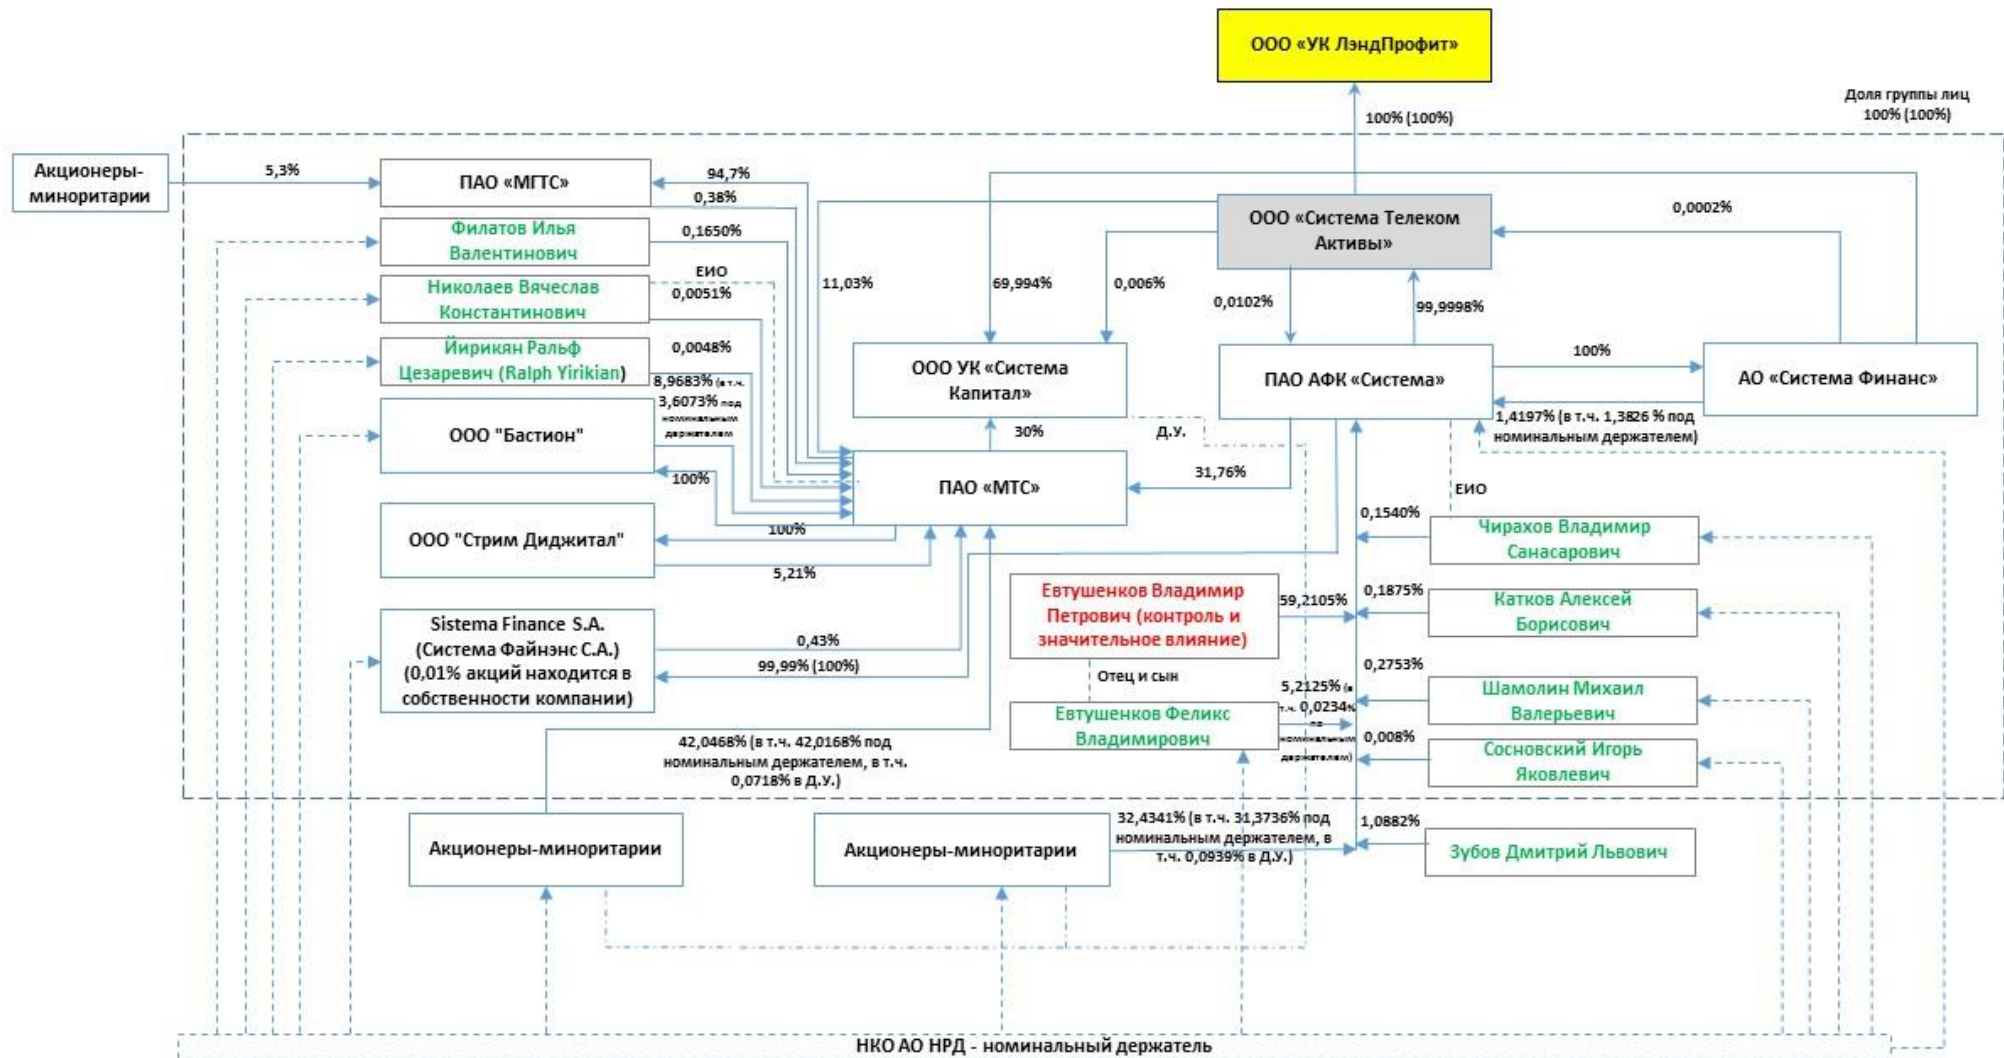 ООО «УК ЛэндПрофит»
100% (100%)
Доля группы лиц
100% (100%)
Акционеры-
миноритарии
5,3%
ПАО «МГТС»
94,7%
0,38%
Филатов Илья
Валентинович
0,1650%
Николаев Вячеслав
Константинович
ЕИО
0,0051%
Йирикян Ральф
Цезаревич (Ralph Yirikian)
0,0048%
8,9683% (в т.ч.
3,6073% под
номинальным
держателем
ООО "Бастион"
100%
ООО "Стрим Диджитал"
100%
5,21%
Sistema Finance S.A.
(Система Файнэнс С.А.)
(0,01% акций находится в
собственности компании)
0,43%
99,99% (100%)
11,03%
69,994%
0,006%
ООО «Система Телеком
Активы»
0,0002%
0,0102%
99,9998%
ООО УК «Система
Капитал»
ПАО АФК «Система»
100%
АО «Система Финанс»
1,4197% (в т.ч. 1,3826 % под
номинальным держателем)
30%
Д.У.
ПАО «МТС»
31,76%
ЕИО
0,1540%
Чирахов Владимир
Санасарович
Евтушенков Владимир
Петрович (контроль и
значительное влияние)
59,2105%
0,1875%
Катков Алексей
Борисович
Отец и сын
0,2753%
Шамолин Михаил
Валерьевич
Евтушенков Феликс
Владимирович
5,2125% (в
т.ч. 0,0234%
по
номинальным
держателем)
0,008%
Сосновский Игорь
Яковлевич
42,0468% (в т.ч. 42,0168% под
номинальным держателем, в т.ч.
0,0718% в Д.У.)
Акционеры-миноритарии
Акционеры-миноритарии
32,4341% (в т.ч. 31,3736% под
номинальным держателем, в
т.ч. 0,0939% в Д.У.)
1,0882%
Зубов Дмитрий Львович
НКО АО НРД - номинальный держатель